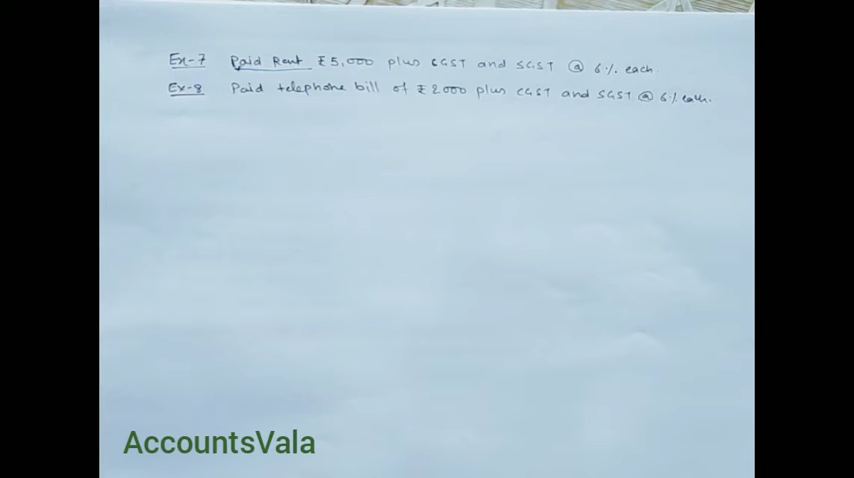 Ex-7 Paid Rent ₹5,000 plus CGST and SGST @ 6% each.
Ex-8 Paid telephone bill of ₹2000 plus CGST and SGST @ 6% each.
AccountsVala